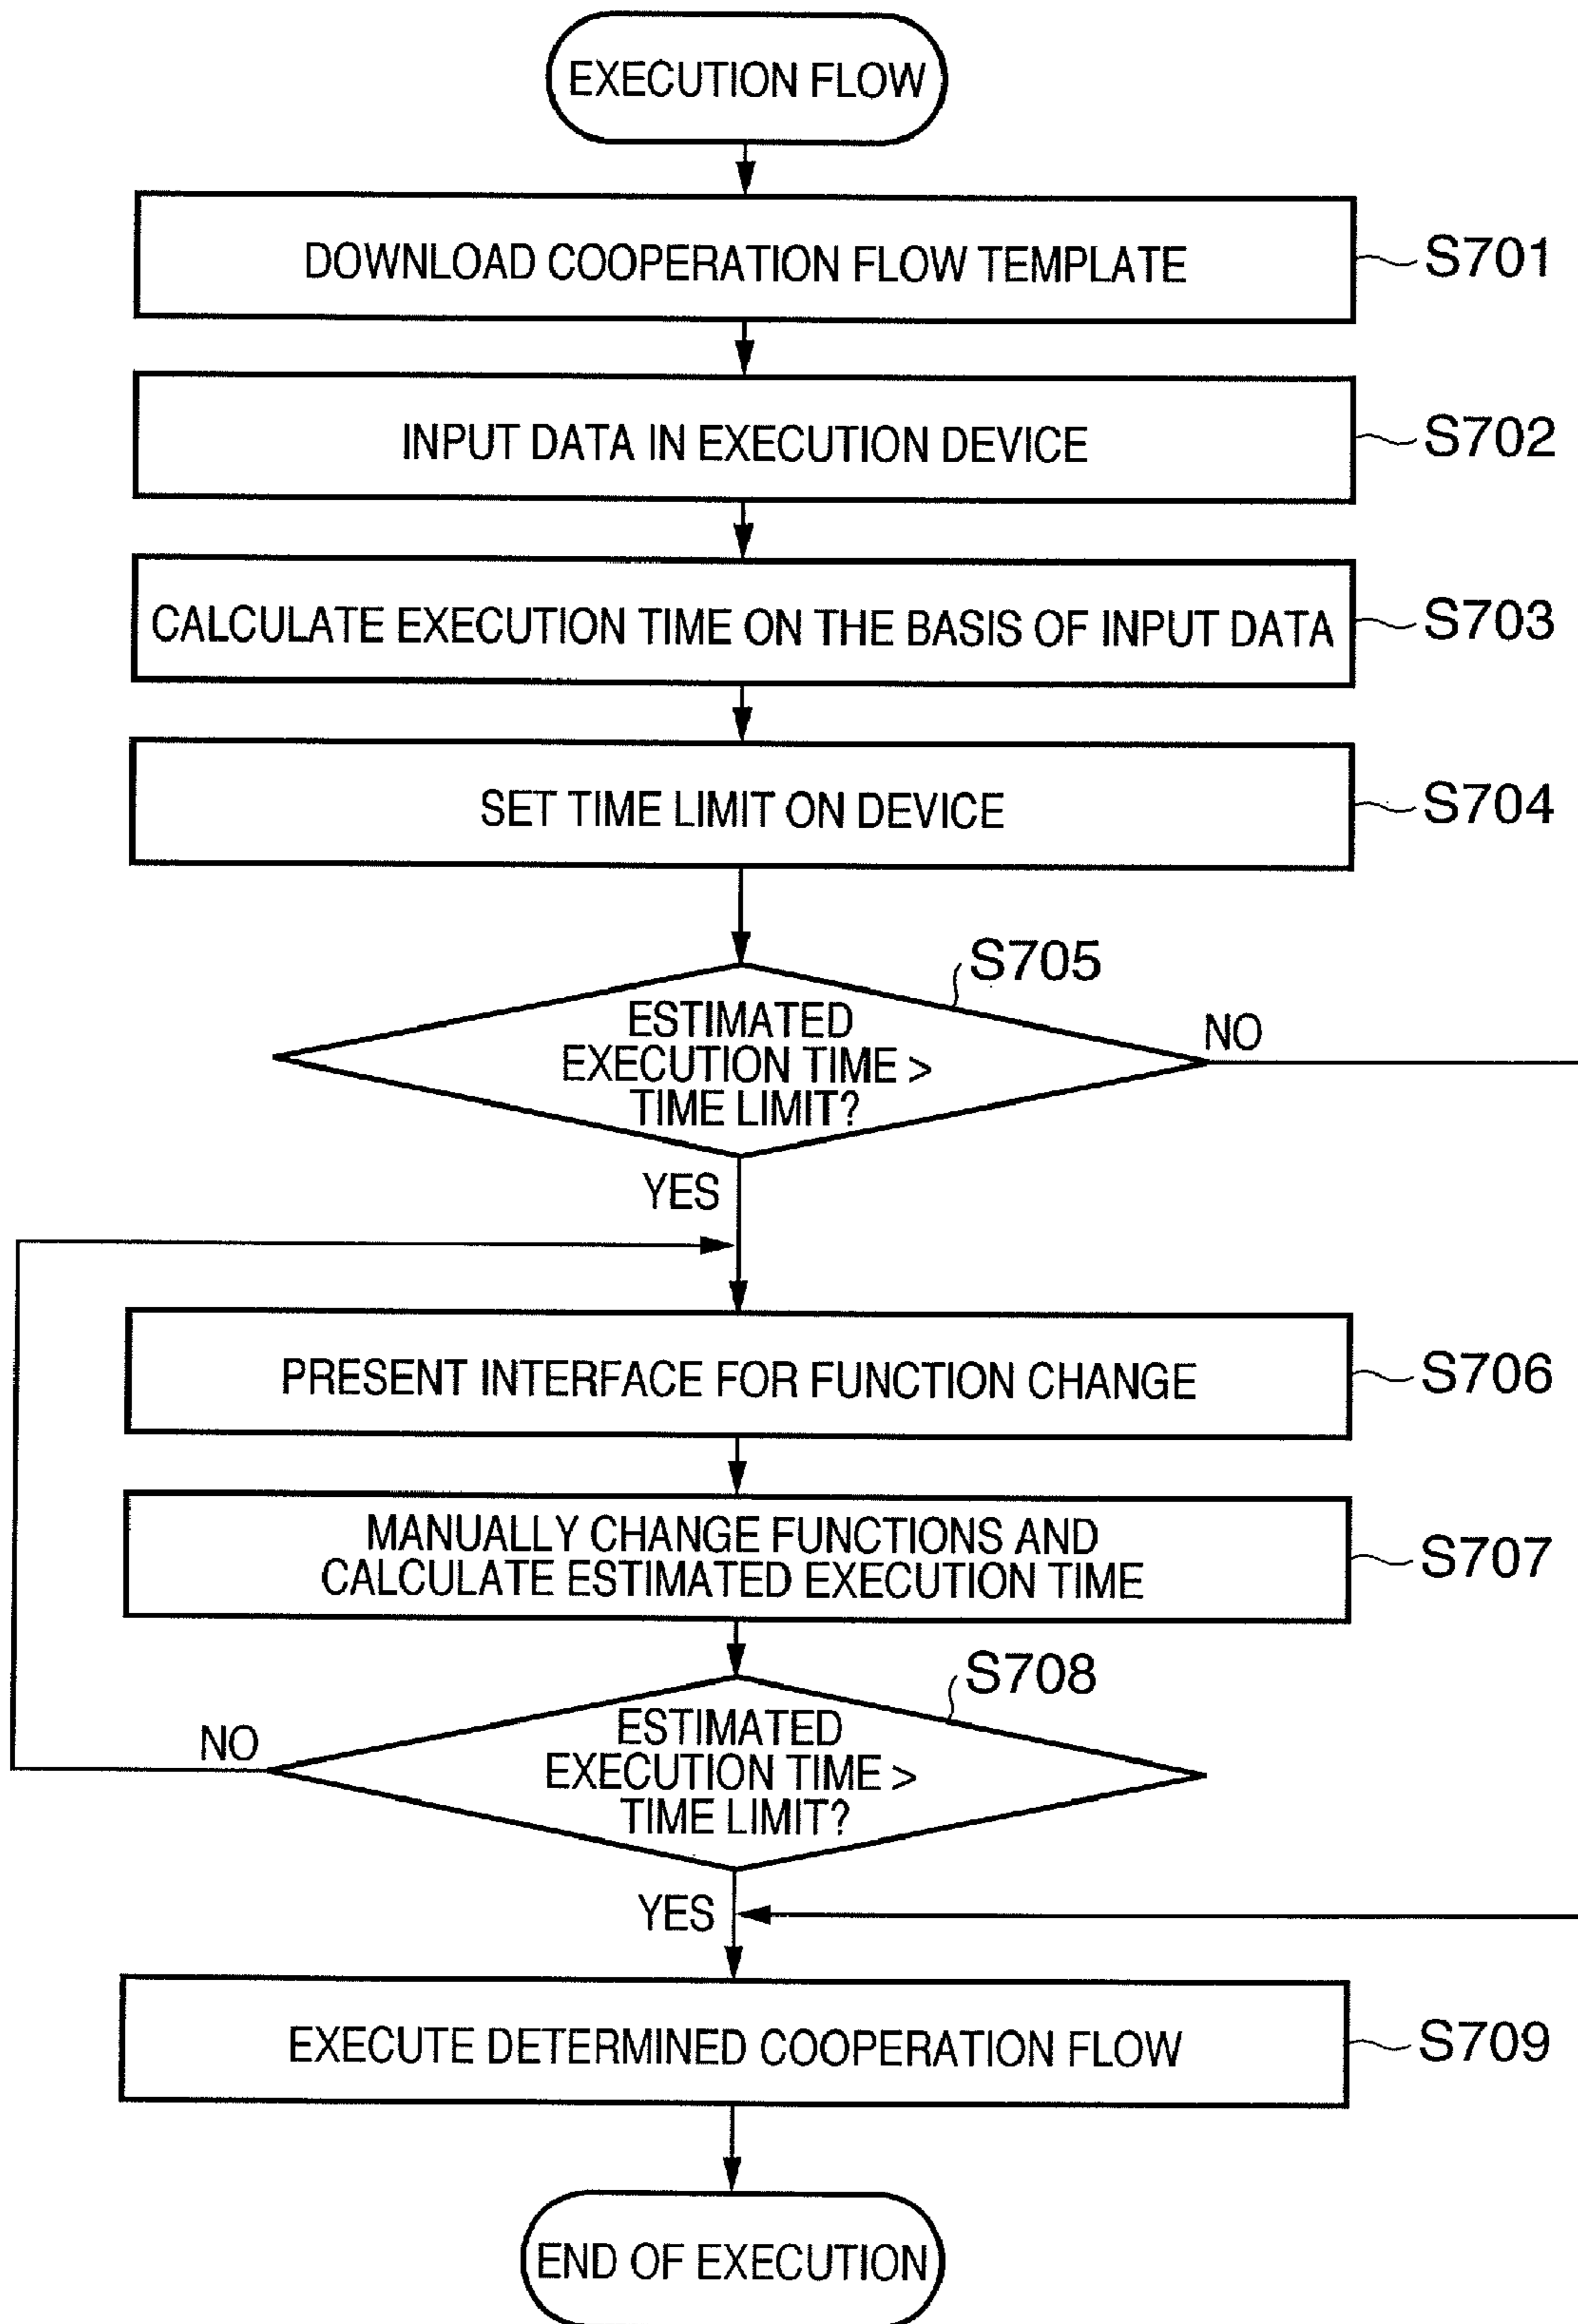 EXECUTION FLOW
DOWNLOAD COOPERATION FLOW TEMPLATE
S701
INPUT DATA IN EXECUTION DEVICE
S702
CALCULATE EXECUTION TIME ON THE BASIS OF INPUT DATA
S703
SET TIME LIMIT ON DEVICE
S704
S705
ESTIMATED
EXECUTION TIME >
TIME LIMIT?
NO
YES
PRESENT INTERFACE FOR FUNCTION CHANGE
S706
MANUALLY CHANGE FUNCTIONS AND
CALCULATE ESTIMATED EXECUTION TIME
S707
S708
ESTIMATED
EXECUTION TIME >
TIME LIMIT?
NO
YES
EXECUTE DETERMINED COOPERATION FLOW
S709
END OF EXECUTION